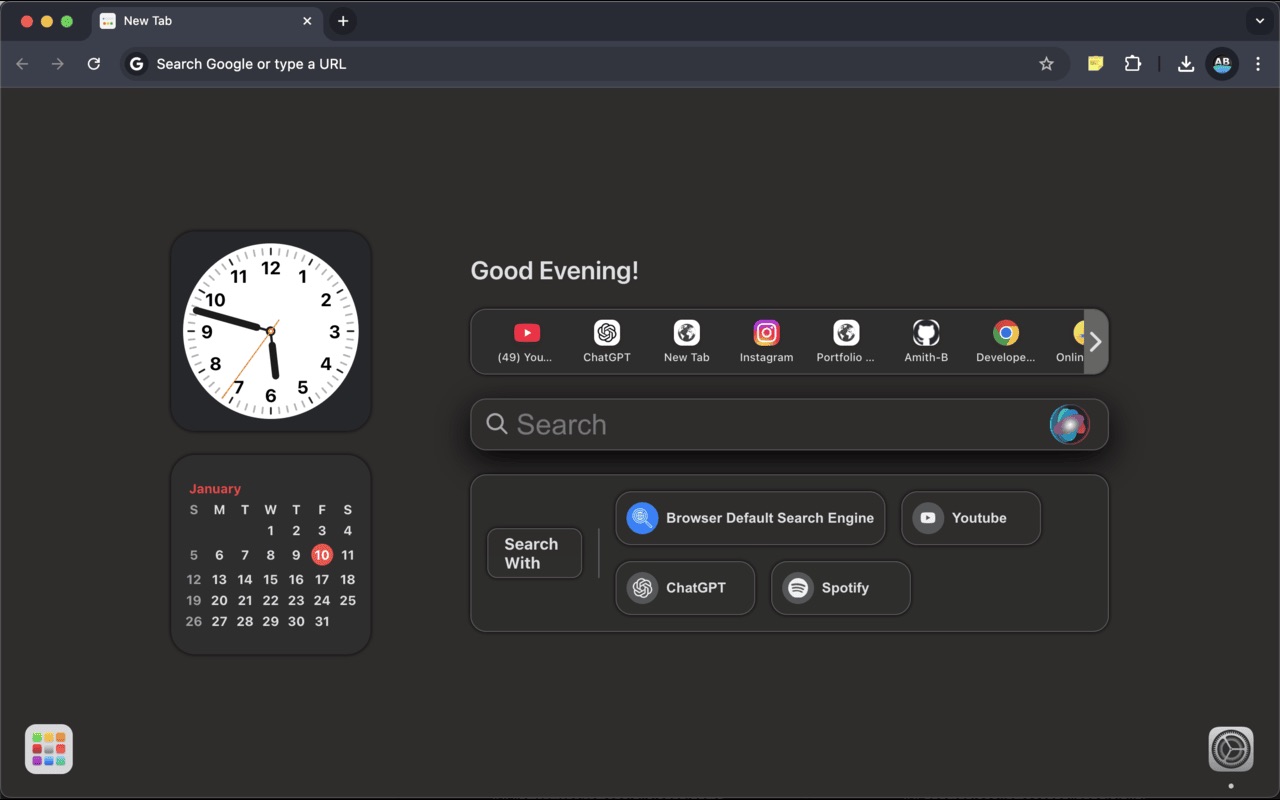 New Tab
Search Google or type a URL
AB
12
11 1
10 2
9 3
8 4
7 5
6
Good Evening!
(49) You... ChatGPT New Tab Instagram Portfolio ... Amith-B Develope... Onlin
Search
January
S M T W T F S
1 2 3 4
5 6 7 8 9 10 11
12 13 14 15 16 17 18
19 20 21 22 23 24 25
26 27 28 29 30 31
Search
With
Browser Default Search Engine Youtube
ChatGPT Spotify